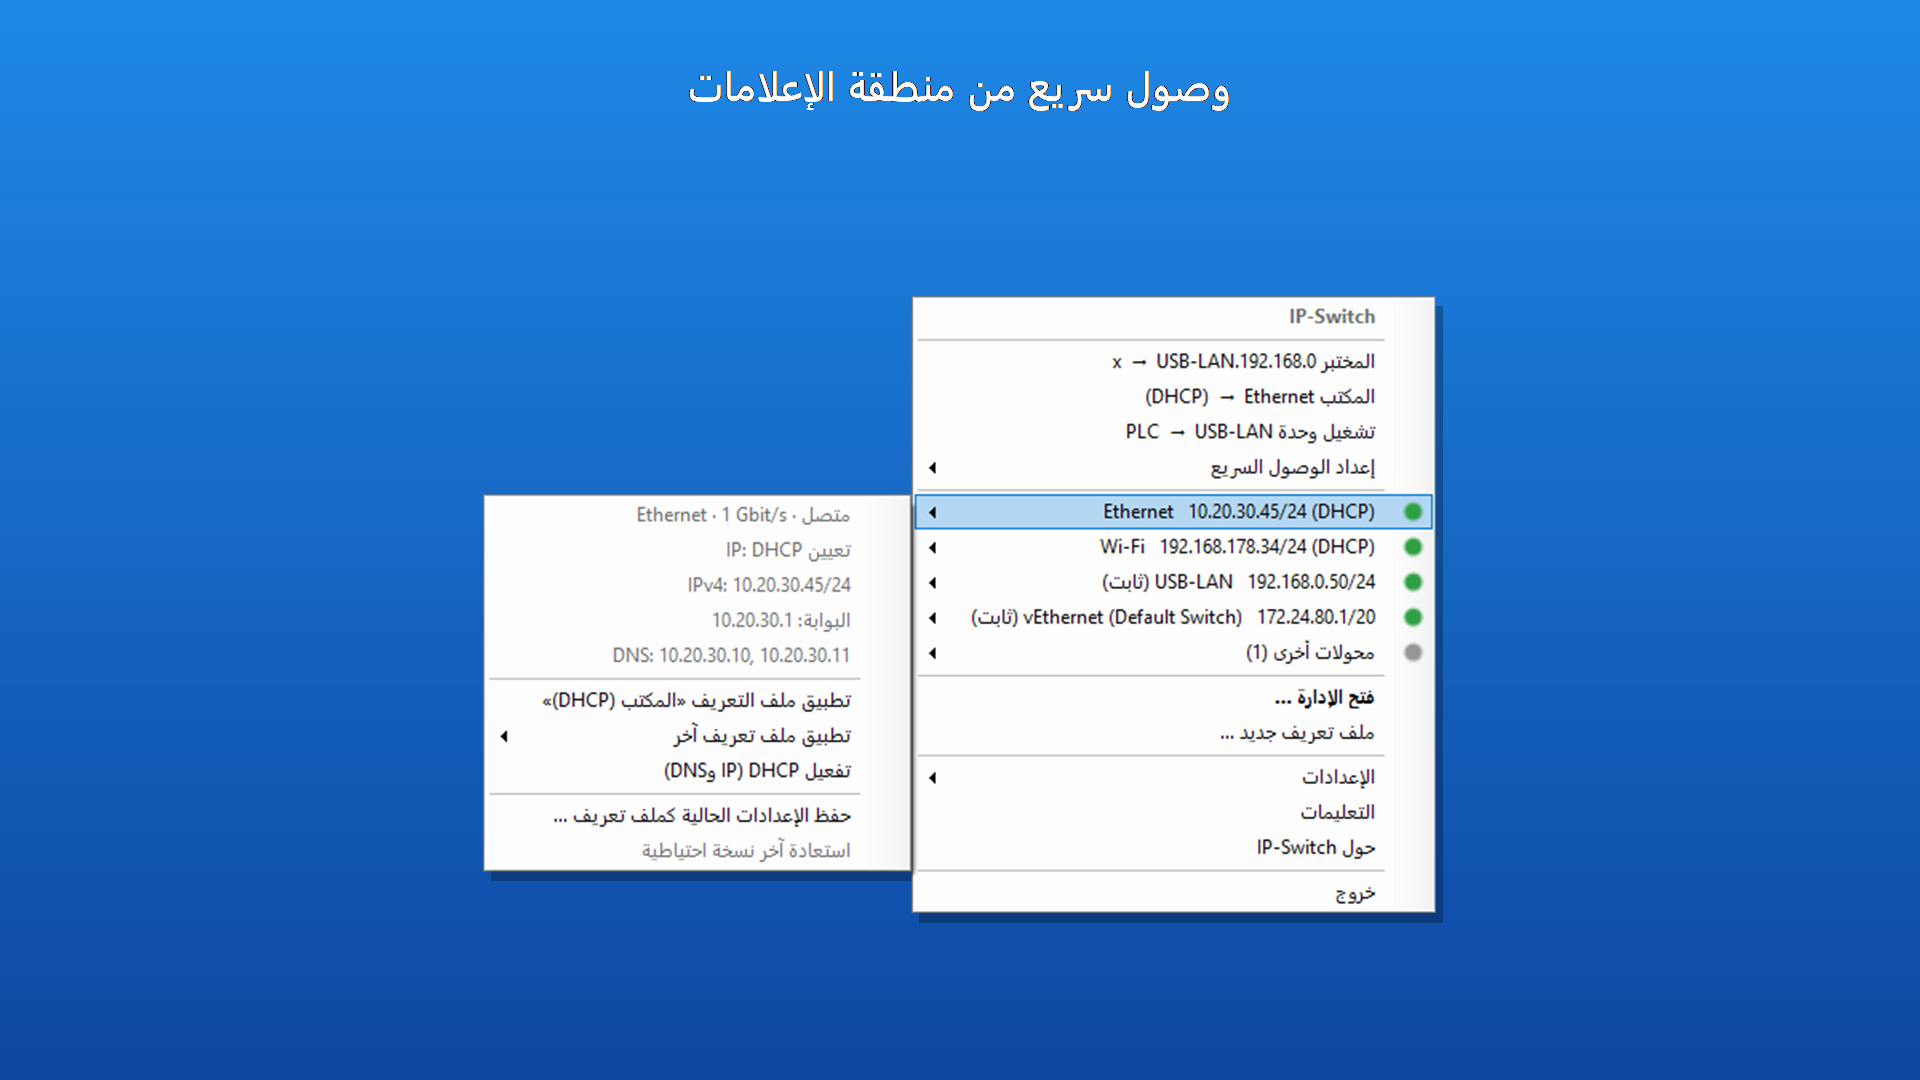 وصول سريع من منطقة الإعلامات
IP-Switch
المختبر USB-LAN.192.168.0 → x
المكتب Ethernet → (DHCP)
تشغيل وحدة USB-LAN → PLC
إعداد الوصول السريع
Ethernet 10.20.30.45/24 (DHCP)
Wi-Fi 192.168.178.34/24 (DHCP)
USB-LAN 192.168.0.50/24 (ثابت)
vEthernet (Default Switch) 172.24.80.1/20 (ثابت)
محولات أخرى (1)
فتح الإدارة ...
ملف تعريف جديد ...
الإعدادات
التعليمات
حول IP-Switch
خروج
متصل · Ethernet · 1 Gbit/s
تعيين IP: DHCP
IPv4: 10.20.30.45/24
البوابة: 10.20.30.1
DNS: 10.20.30.10, 10.20.30.11
تطبيق ملف التعريف «المكتب (DHCP)»
تطبيق ملف تعريف آخر
تفعيل DHCP (IP وDNS)
حفظ الإعدادات الحالية كملف تعريف ...
استعادة آخر نسخة احتياطية